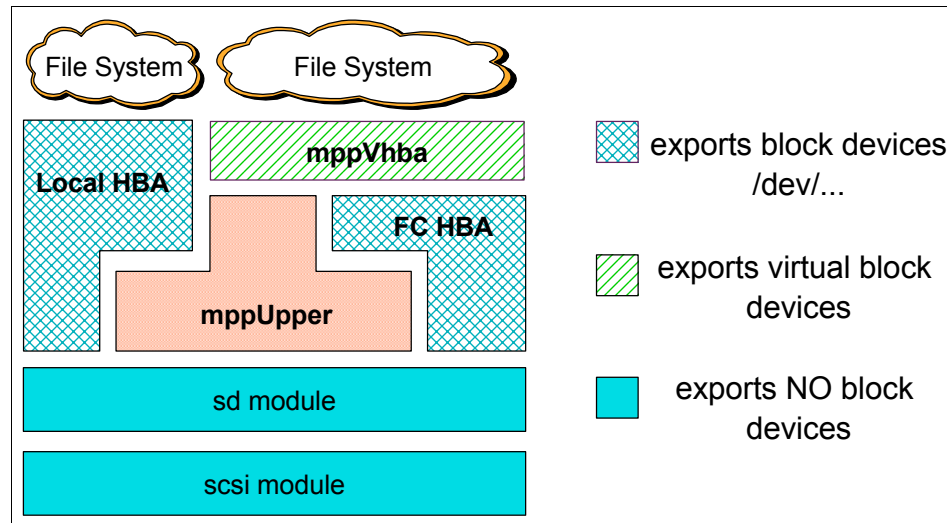 File System
File System
mppVhba
Local HBA
FC HBA
mppUpper
sd module
scsi module
exports block devices
/dev/...
exports virtual block
devices
exports NO block
devices